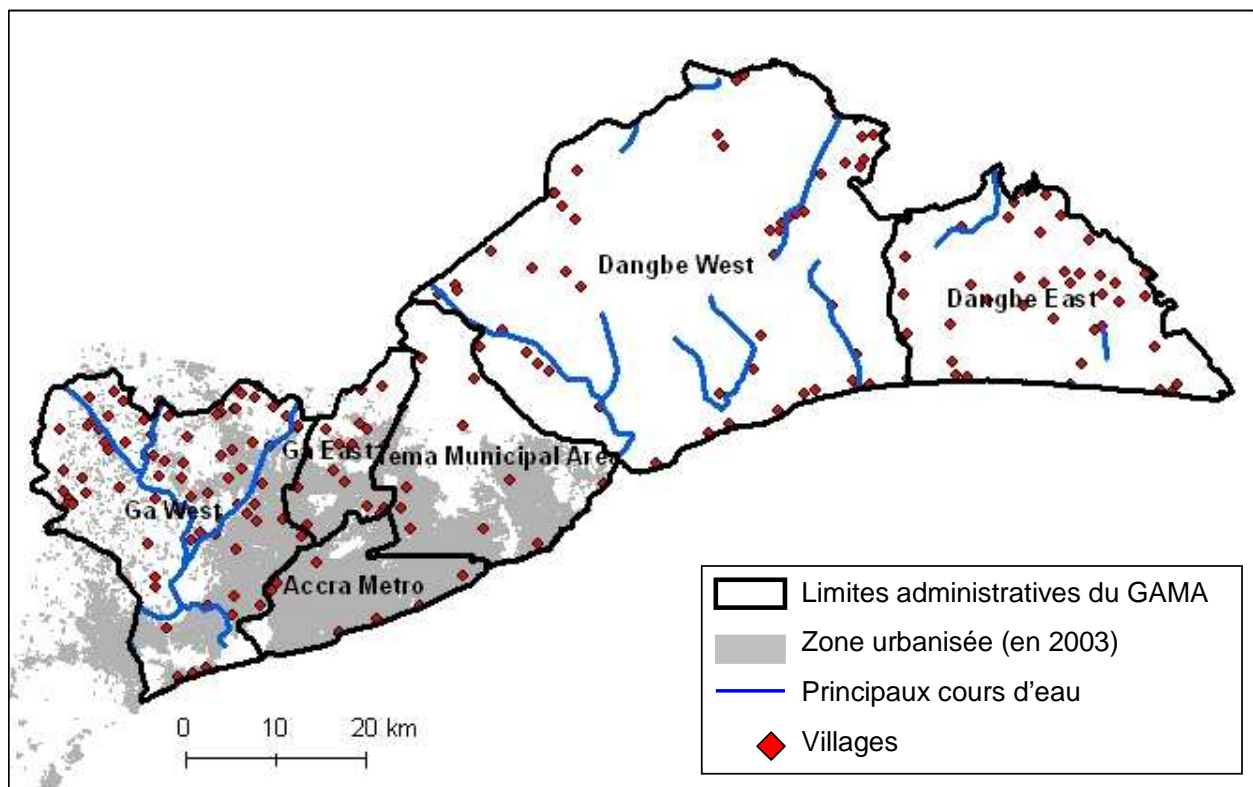 Dangbe West
Dangbe East
Ga East
Tema Municipal Area
Ga West
Accra Metro
Limites administratives du GAMA
Zone urbanisée (en 2003)
Principaux cours d'eau
Villages
0 10 20 km